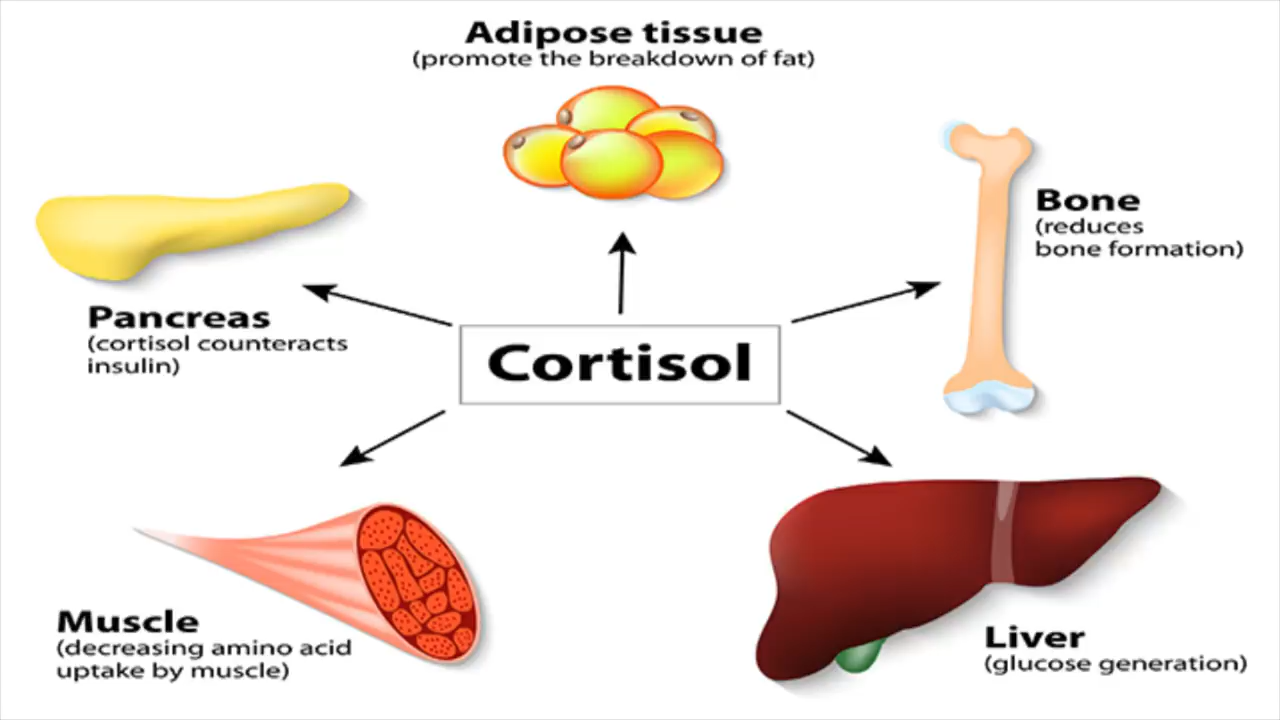 Adipose tissue
(promote the breakdown of fat)
Bone
(reduces
bone formation)
Pancreas
(cortisol counteracts
insulin)
Cortisol
Muscle
(decreasing amino acid
uptake by muscle)
Liver
(glucose generation)